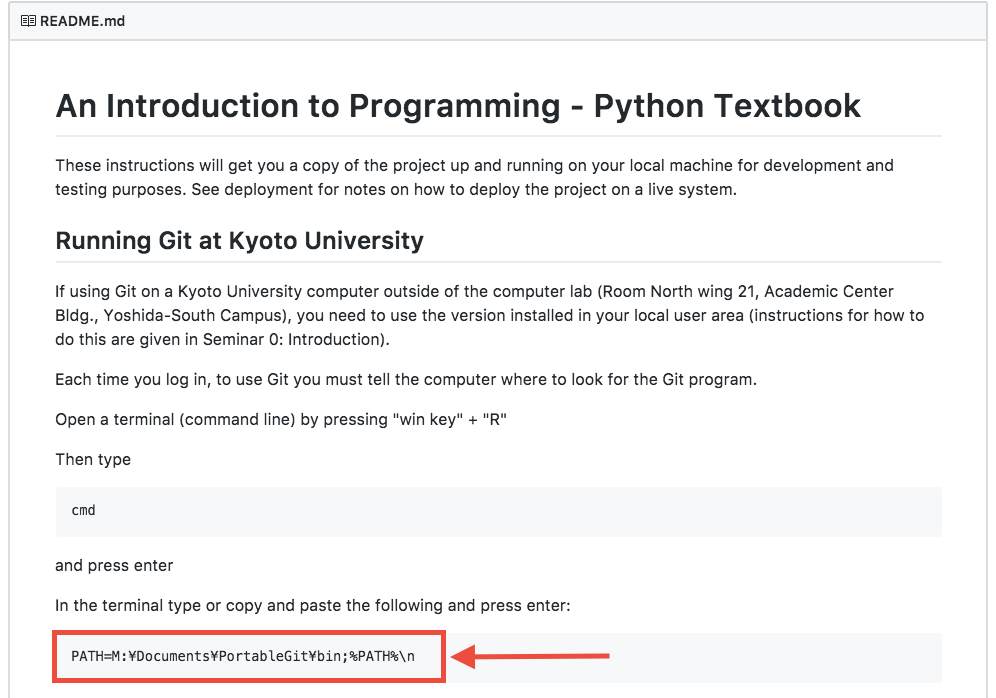 README.md
An Introduction to Programming - Python Textbook
These instructions will get you a copy of the project up and running on your local machine for development and
testing purposes. See deployment for notes on how to deploy the project on a live system.
Running Git at Kyoto University
If using Git on a Kyoto University computer outside of the computer lab (Room North wing 21, Academic Center
Bldg., Yoshida-South Campus), you need to use the version installed in your local user area (instructions for how to
do this are given in Seminar 0: Introduction).
Each time you log in, to use Git you must tell the computer where to look for the Git program.
Open a terminal (command line) by pressing "win key" + "R"
Then type
cmd
and press enter
In the terminal type or copy and paste the following and press enter:
PATH=M:¥Documents¥PortableGit¥bin;%PATH%\n